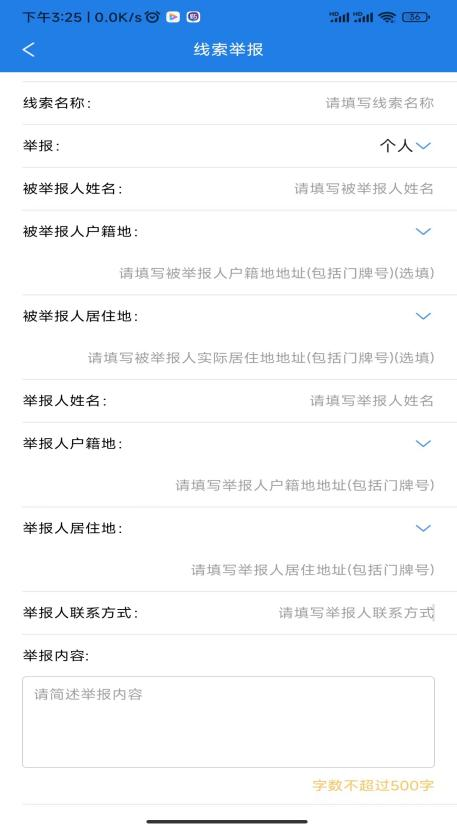 下午3:25 | 0.0K/s HD HD 36
线索举报
线索名称: 请填写线索名称
举报: 个人
被举报人姓名: 请填写被举报人姓名
被举报人户籍地:
请填写被举报人户籍地地址(包括门牌号)(选填)
被举报人居住地:
请填写被举报人实际居住地地址(包括门牌号)(选填)
举报人姓名: 请填写举报人姓名
举报人户籍地:
请填写举报人户籍地地址(包括门牌号)
举报人居住地:
请填写举报人居住地址(包括门牌号)
举报人联系方式: 请填写举报人联系方式
举报内容:
请简述举报内容
字数不超过500字